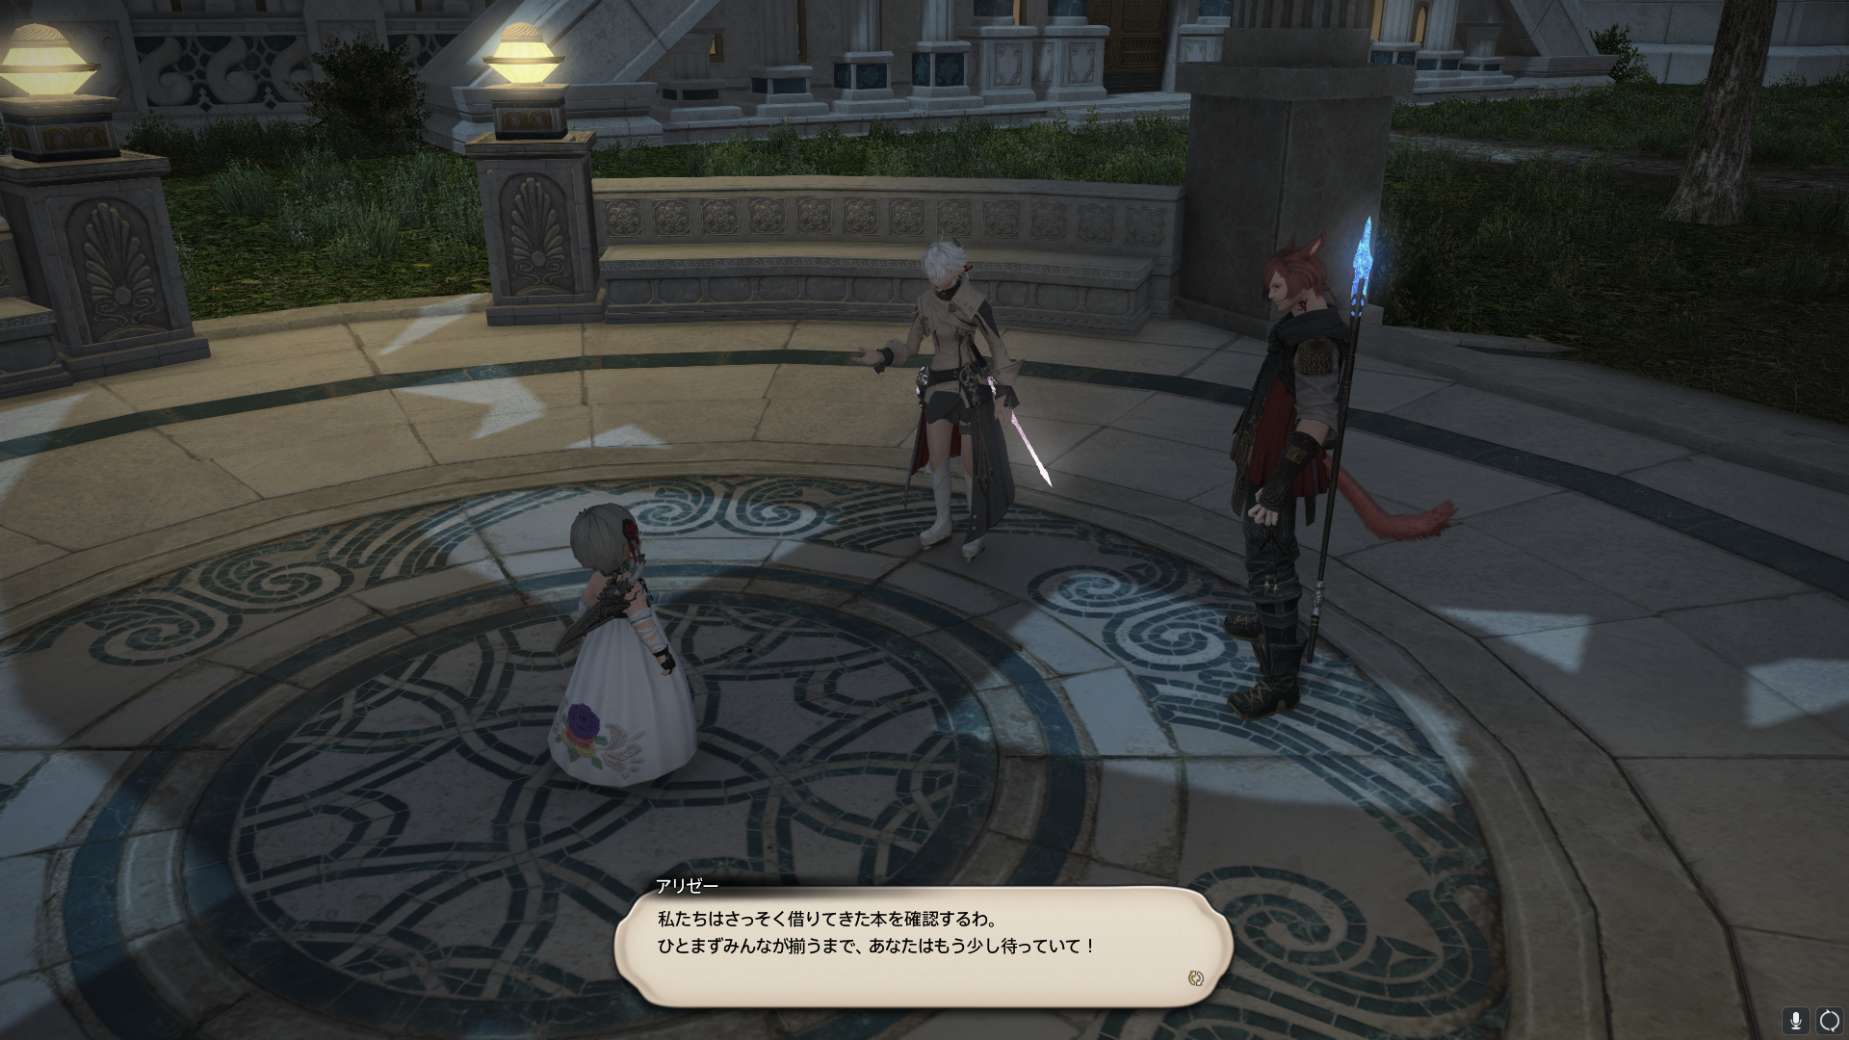 アリゼー
私たちはさっそく借りてきた本を確認するわ。
ひとまずみんなが揃うまで、あなたはもう少し待っていて！